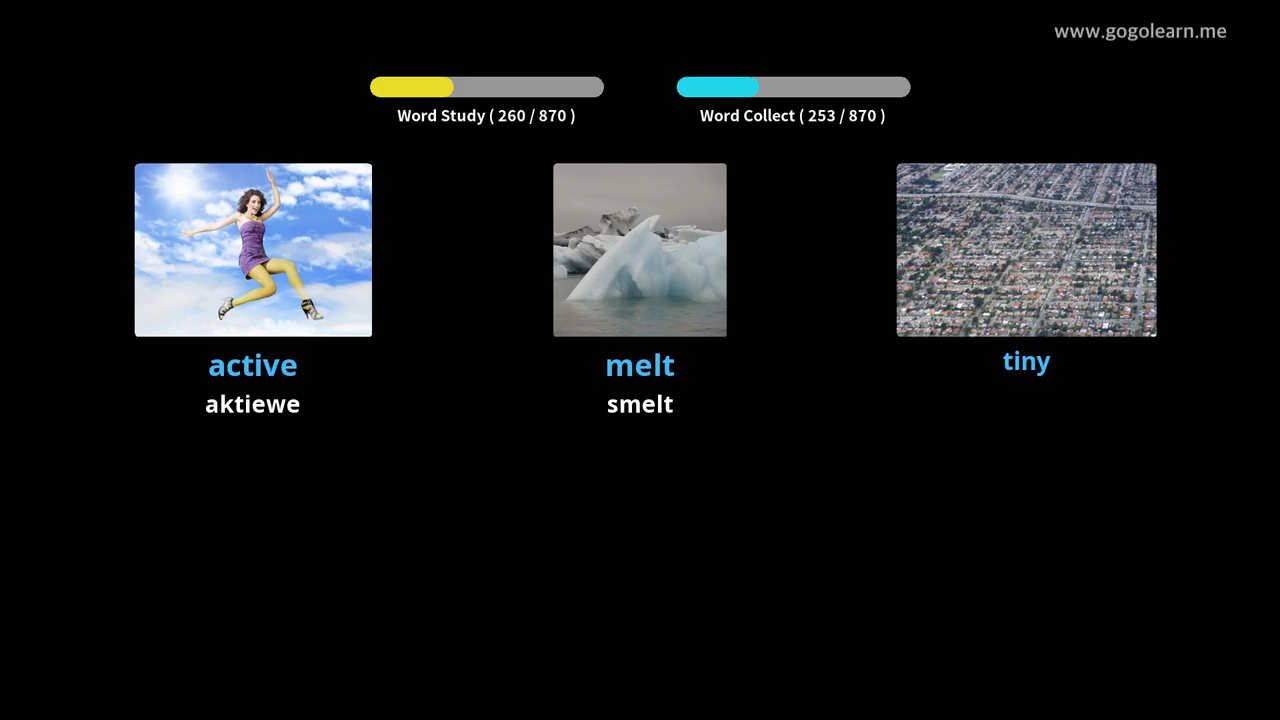 www.gogolearn.me
Word Study ( 260 / 870 )
Word Collect ( 253 / 870 )
active
melt
tiny
aktiewe
smelt